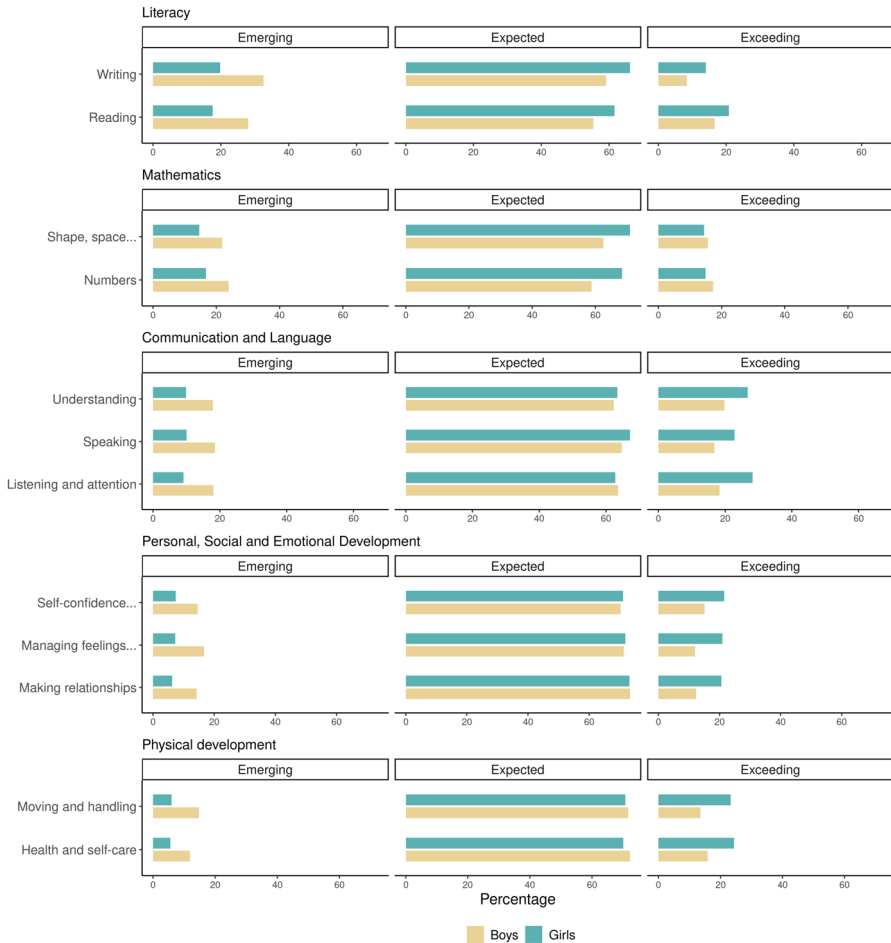 Literacy
Emerging Expected Exceeding
Writing
Reading
0 20 40 60 0 20 40 60 0 20 40 60
Mathematics
Emerging Expected Exceeding
Shape, space...
Numbers
0 20 40 60 0 20 40 60 0 20 40 60
Communication and Language
Emerging Expected Exceeding
Understanding
Speaking
Listening and attention
0 20 40 60 0 20 40 60 0 20 40 60
Personal, Social and Emotional Development
Emerging Expected Exceeding
Self-confidence...
Managing feelings...
Making relationships
0 20 40 60 0 20 40 60 0 20 40 60
Physical development
Emerging Expected Exceeding
Moving and handling
Health and self-care
0 20 40 60 0 20 40 60 0 20 40 60
Percentage
Boys Girls